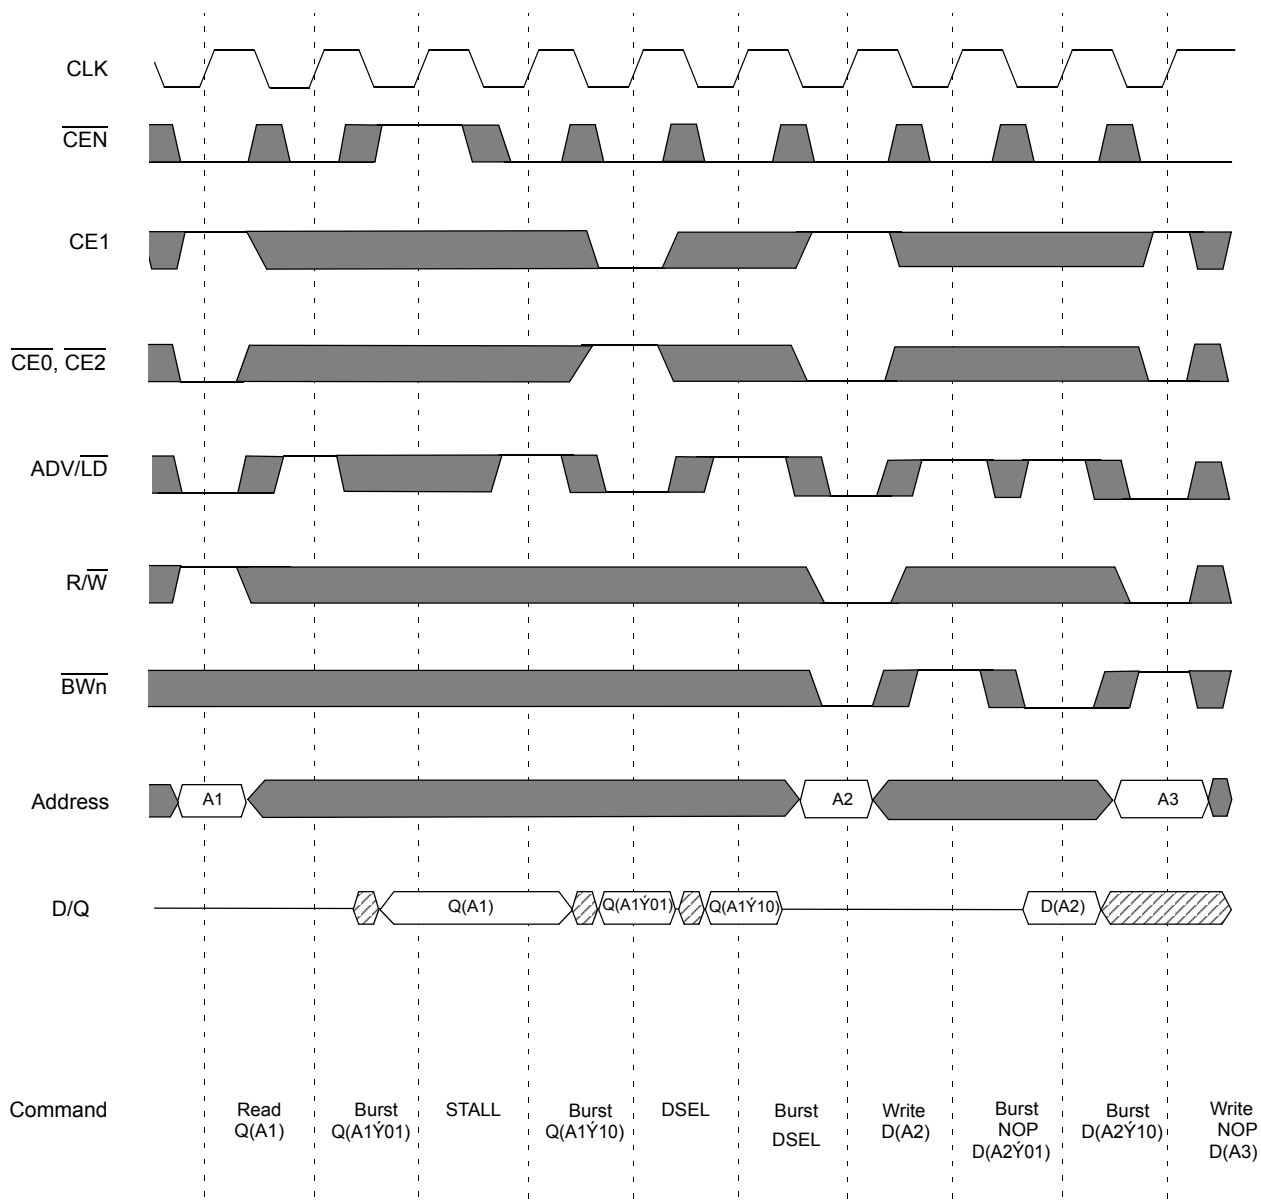 CLK
CEN
CE1
CE0, CE2
ADV/LD
R/W
BWn
Address
A1
A2
A3
D/Q
Q(A1)
Q(A1Ý01)
Q(A1Ý10)
D(A2)
Command
Read
Q(A1)
Burst
Q(A1Ý01)
STALL
Burst
Q(A1Ý10)
DSEL
Burst
DSEL
Write
D(A2)
Burst
NOP
D(A2Ý01)
Burst
D(A2Ý10)
Write
NOP
D(A3)